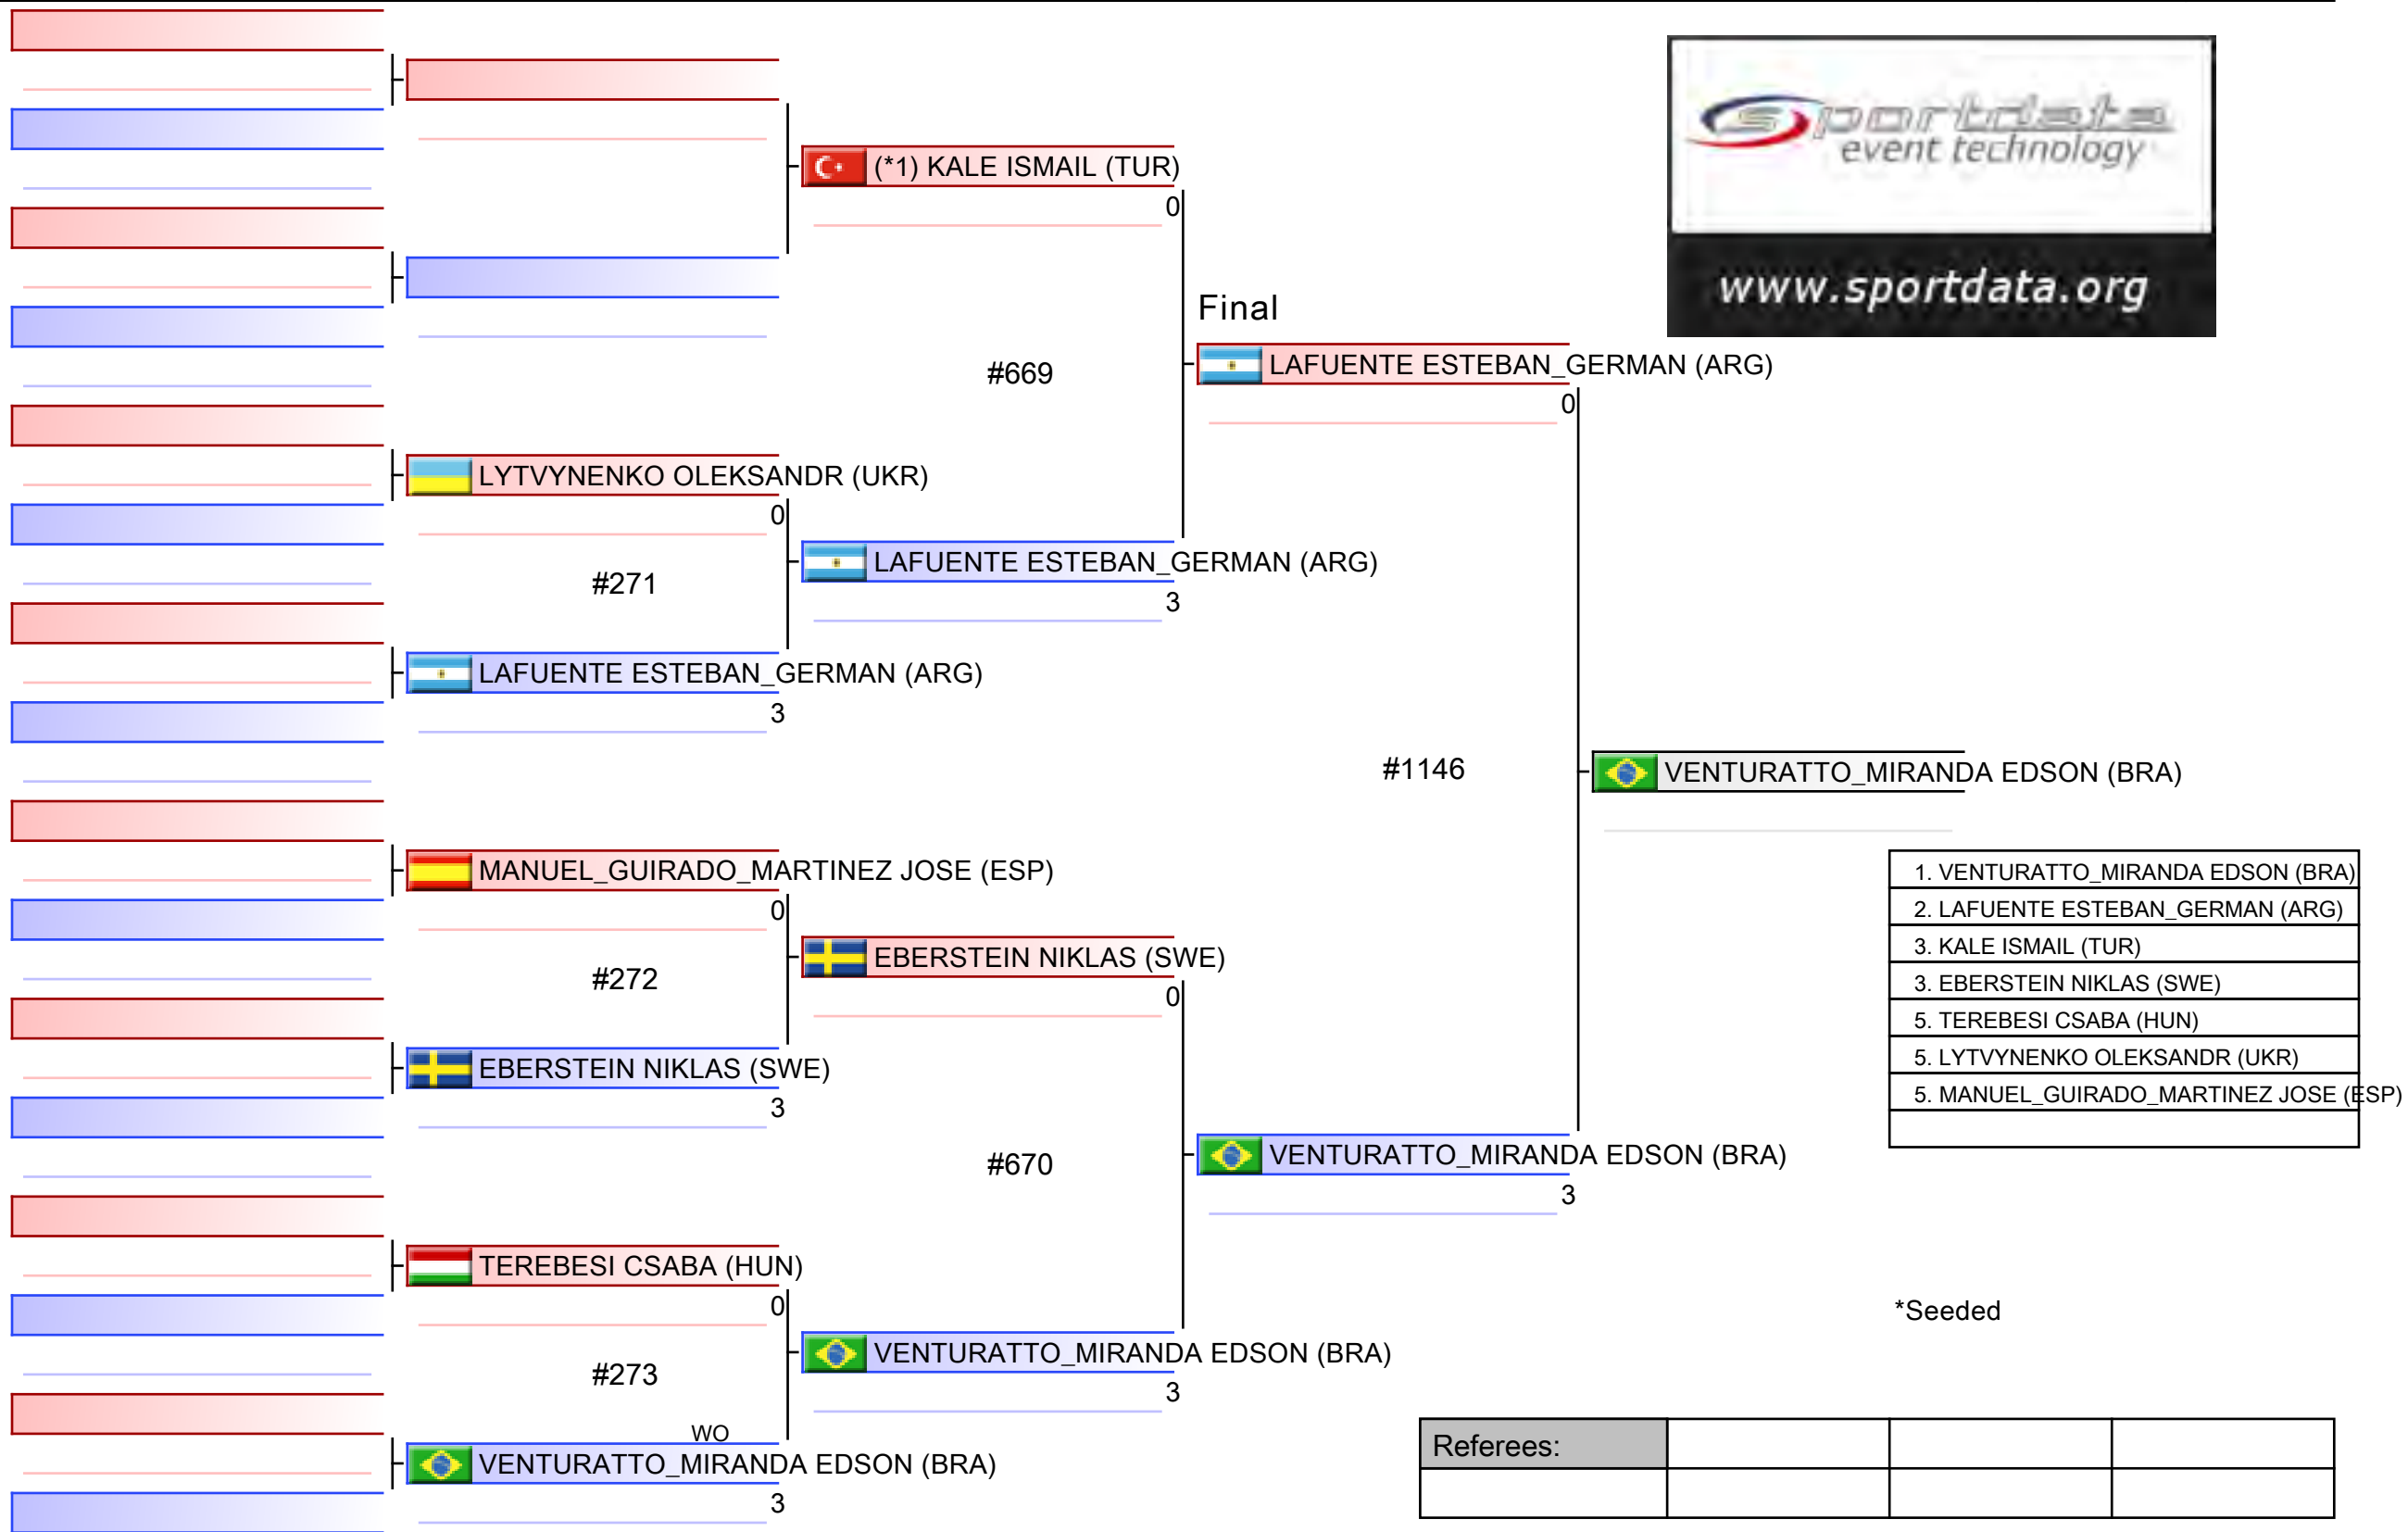 sportdata
event technology
www.sportdata.org
(*1) KALE ISMAIL (TUR)
0
Final
#669
LAFUENTE ESTEBAN_GERMAN (ARG)
0
LYTVYNENKO OLEKSANDR (UKR)
0
#271
LAFUENTE ESTEBAN_GERMAN (ARG)
3
LAFUENTE ESTEBAN_GERMAN (ARG)
3
#1146
VENTURATTO_MIRANDA EDSON (BRA)
MANUEL_GUIRADO_MARTINEZ JOSE (ESP)
0
#272
EBERSTEIN NIKLAS (SWE)
0
EBERSTEIN NIKLAS (SWE)
3
#670
VENTURATTO_MIRANDA EDSON (BRA)
3
1. VENTURATTO_MIRANDA EDSON (BRA)
2. LAFUENTE ESTEBAN_GERMAN (ARG)
3. KALE ISMAIL (TUR)
3. EBERSTEIN NIKLAS (SWE)
5. TEREBESI CSABA (HUN)
5. LYTVYNENKO OLEKSANDR (UKR)
5. MANUEL_GUIRADO_MARTINEZ JOSE (ESP)
TEREBESI CSABA (HUN)
0
#273
VENTURATTO_MIRANDA EDSON (BRA)
3
WO
VENTURATTO_MIRANDA EDSON (BRA)
3
*Seeded
Referees: